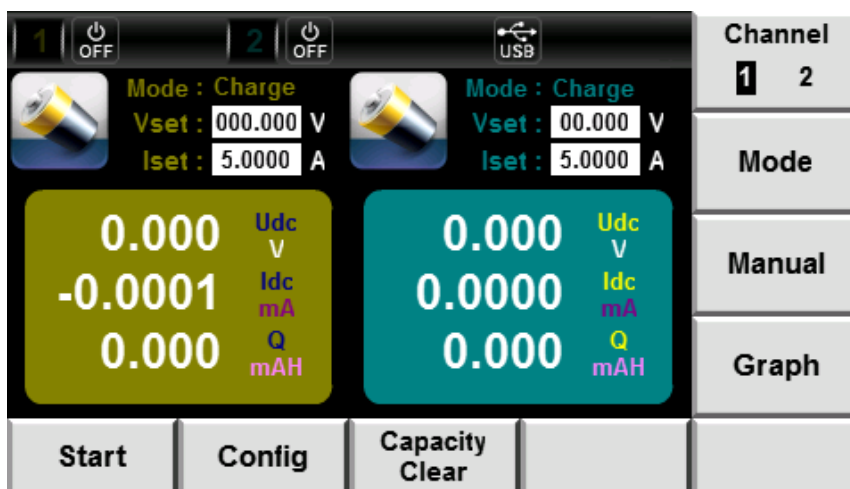 1 OFF 2 OFF USB
Channel
1 2
Mode : Charge
Vset : 000.000 V
Iset : 5.0000 A
Mode : Charge
Vset : 00.000 V
Iset : 5.0000 A
Mode
0.000 Udc V
-0.0001 Idc mA
0.000 Q mAH
0.000 Udc V
0.0000 Idc mA
0.000 Q mAH
Manual
Graph
Start
Config
Capacity
Clear